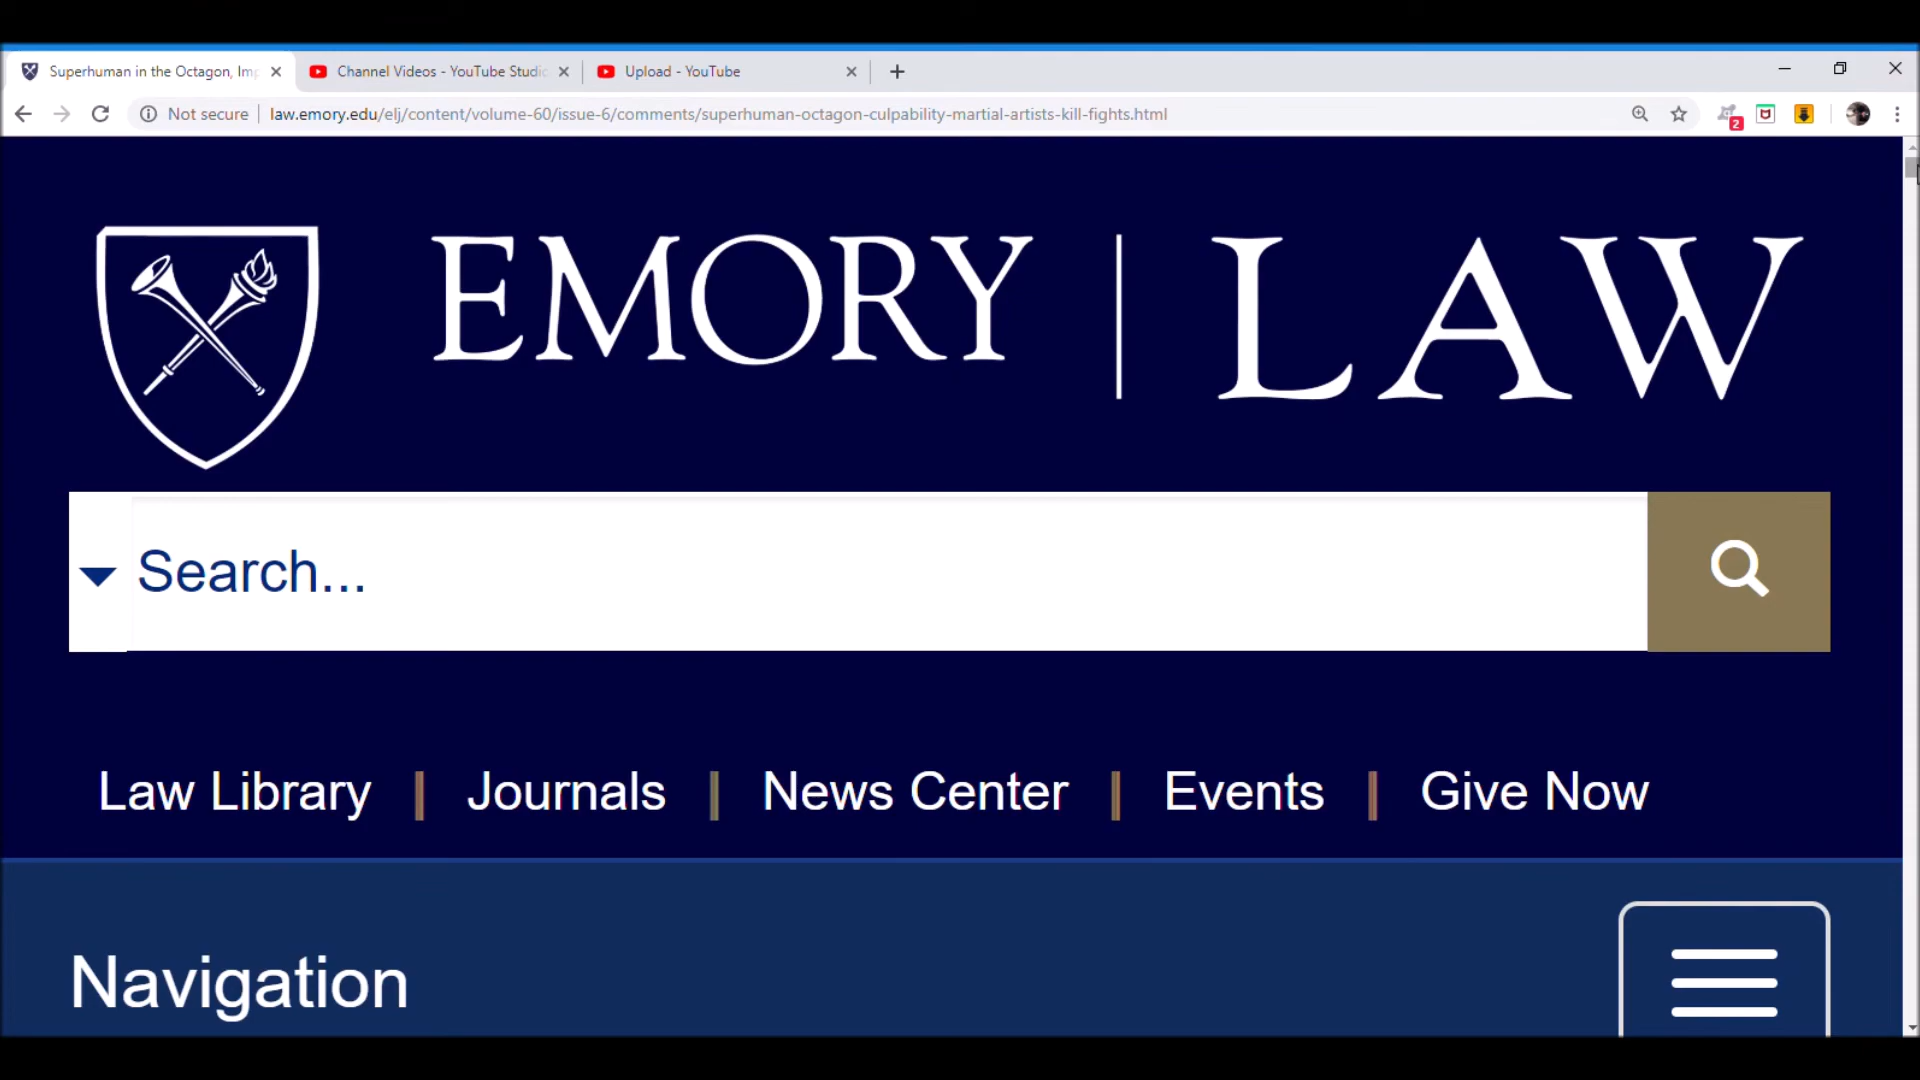 Superhuman in the Octagon, Imp
Channel Videos - YouTube Studio
Upload - YouTube
Not secure | law.emory.edu/elj/content/volume-60/issue-6/comments/superhuman-octagon-culpability-martial-artists-kill-fights.html
2
EMORY | LAW
Search...
Law Library | Journals | News Center | Events | Give Now
Navigation